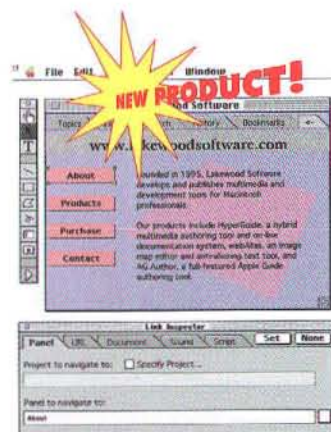 File Edit Window
NEW PRODUCT!
Software
Topics History Bookmarks
www.lakewoodsoftware.com
About
Products
Purchase
Contact
Founded in 1995, Lakewood Software
develops and publishes multimedia and
development tools for Macintosh
professionals.
Our products include HyperGuide, a hybrid
multimedia authoring tool and on-line
documentation system, webAtlas, an image
map editor and antialiasing text tool, and
AG Author, a full-featured Apple Guide
authoring tool.
Link Inspector
Panel URL Document Sound Script Set None
Project to navigate to: Specify Project...
Panel to navigate to:
About